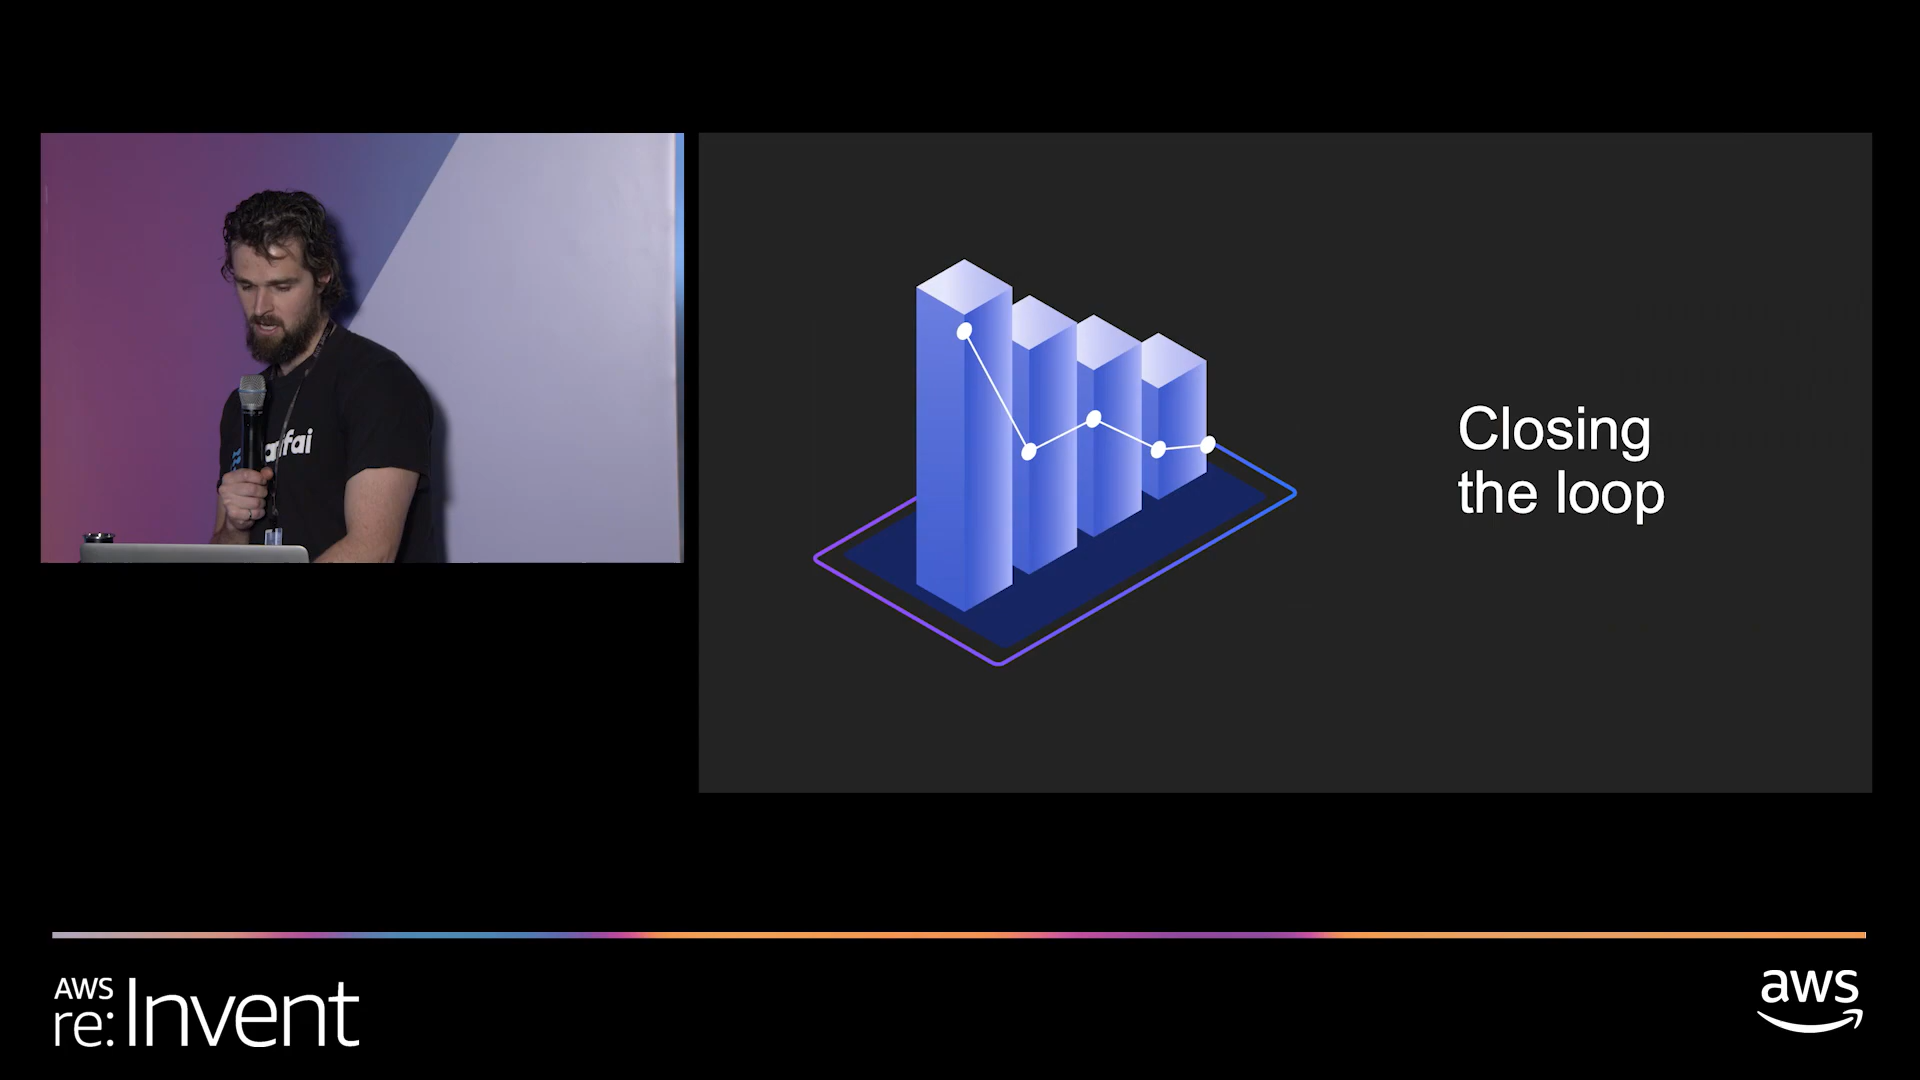 Closing
the loop
AWS
re:Invent
aws